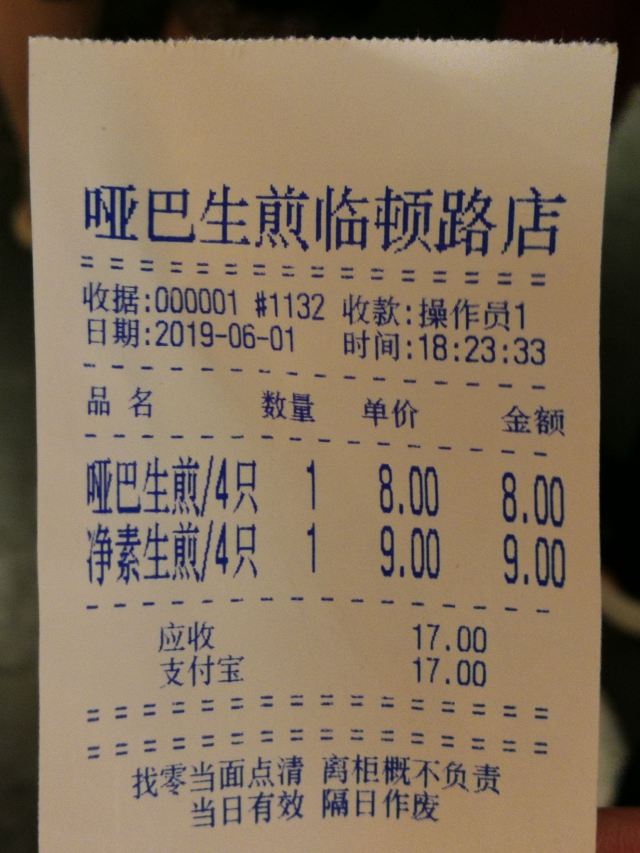 哑巴生煎临顿路店
================
收据:000001 #1132 收款:操作员1
日期:2019-06-01 时间:18:23:33
品名 数量 单价 金额
哑巴生煎/4只 1 8.00 8.00
净素生煎/4只 1 9.00 9.00
应收 17.00
支付宝 17.00
================
================
找零当面点清 离柜概不负责
当日有效 隔日作废